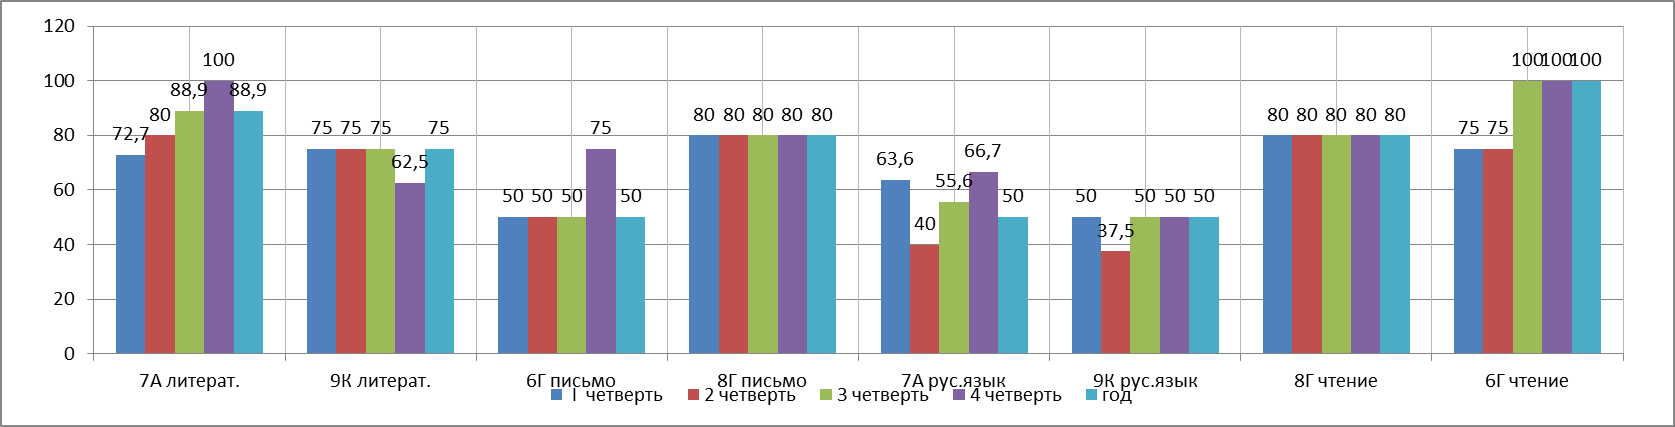 120
100
80
60
40
20
0
72,7 80 88,9 100 88,9
75 75 75 62,5 75
50 50 50 75 50
80 80 80 80 80
63,6 40 55,6 66,7 50
50 37,5 50 50 50
80 80 80 80 80
75 75 100 100 100
7А литерат. 9К литерат. 6Г письмо 8Г письмо 7А рус.язык 9К рус.язык 8Г чтение 6Г чтение
1 четверть 2 четверть 3 четверть 4 четверть год